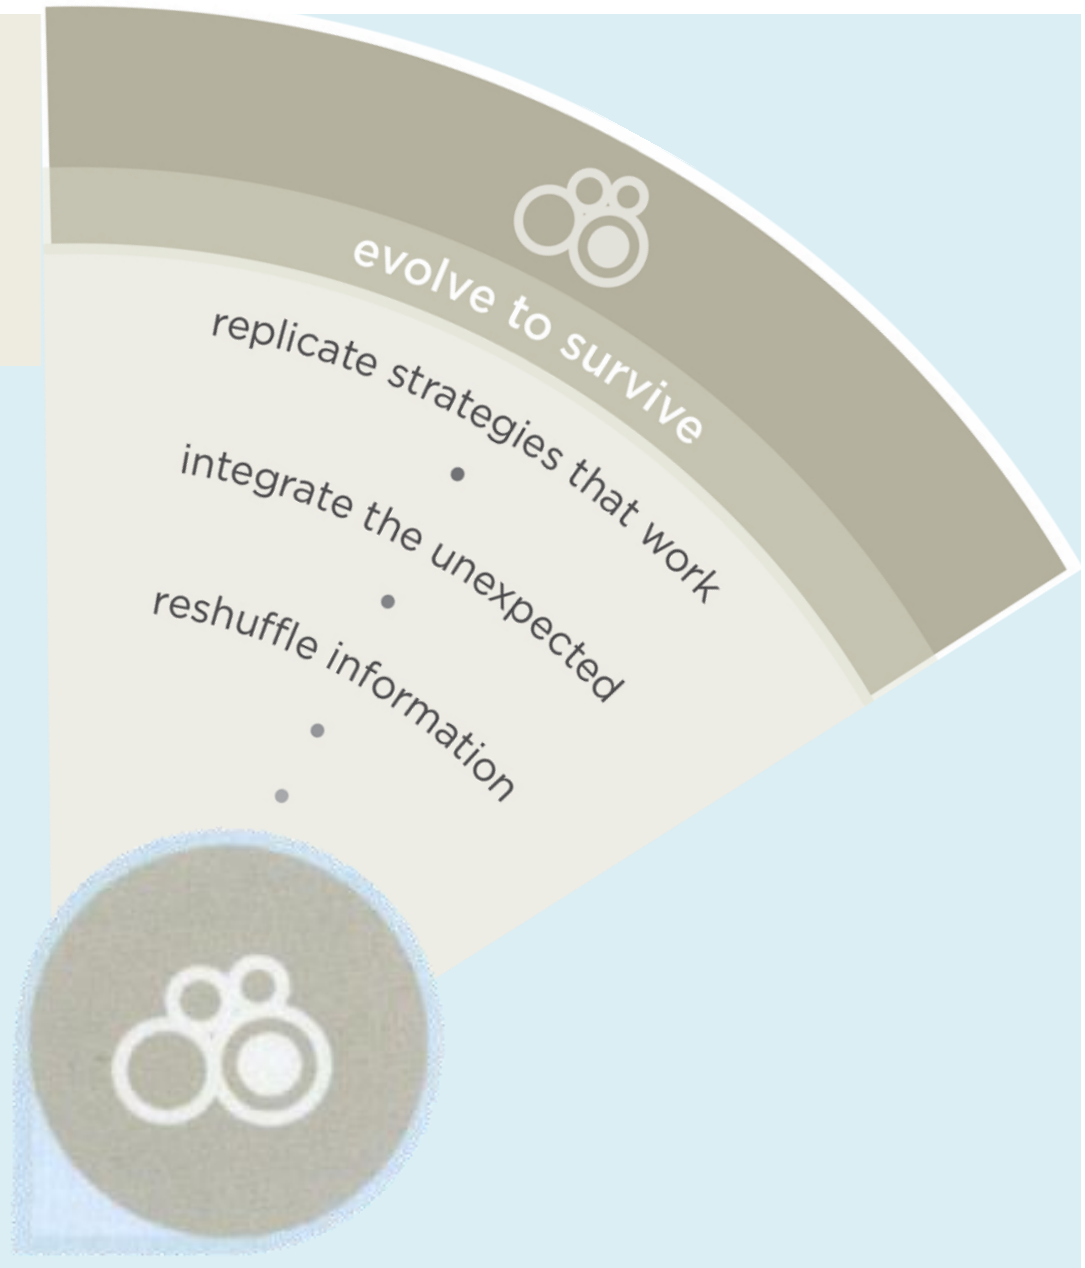 evolve to survive
replicate strategies that work
integrate the unexpected
reshuffle information